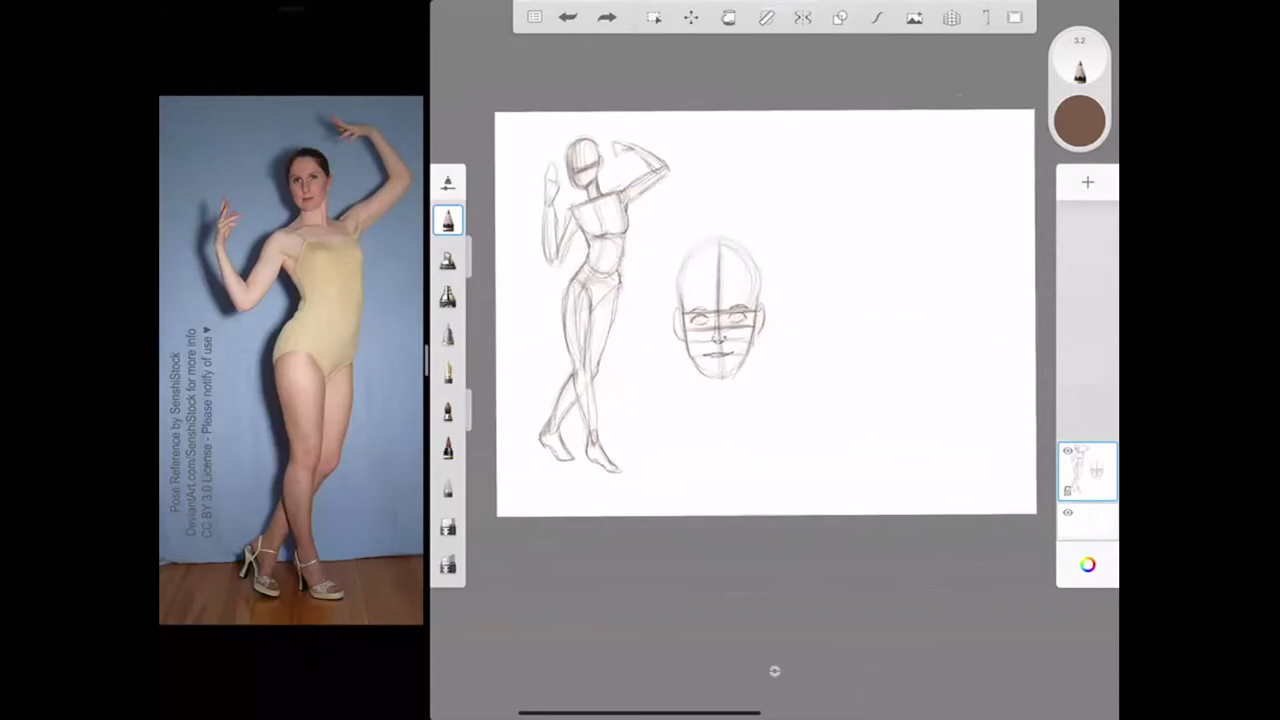 3.2
Pose Reference by SenshiStock
DeviantArt.com/SenshiStock for more info
CC BY 3.0 License - Please notify of use ♥